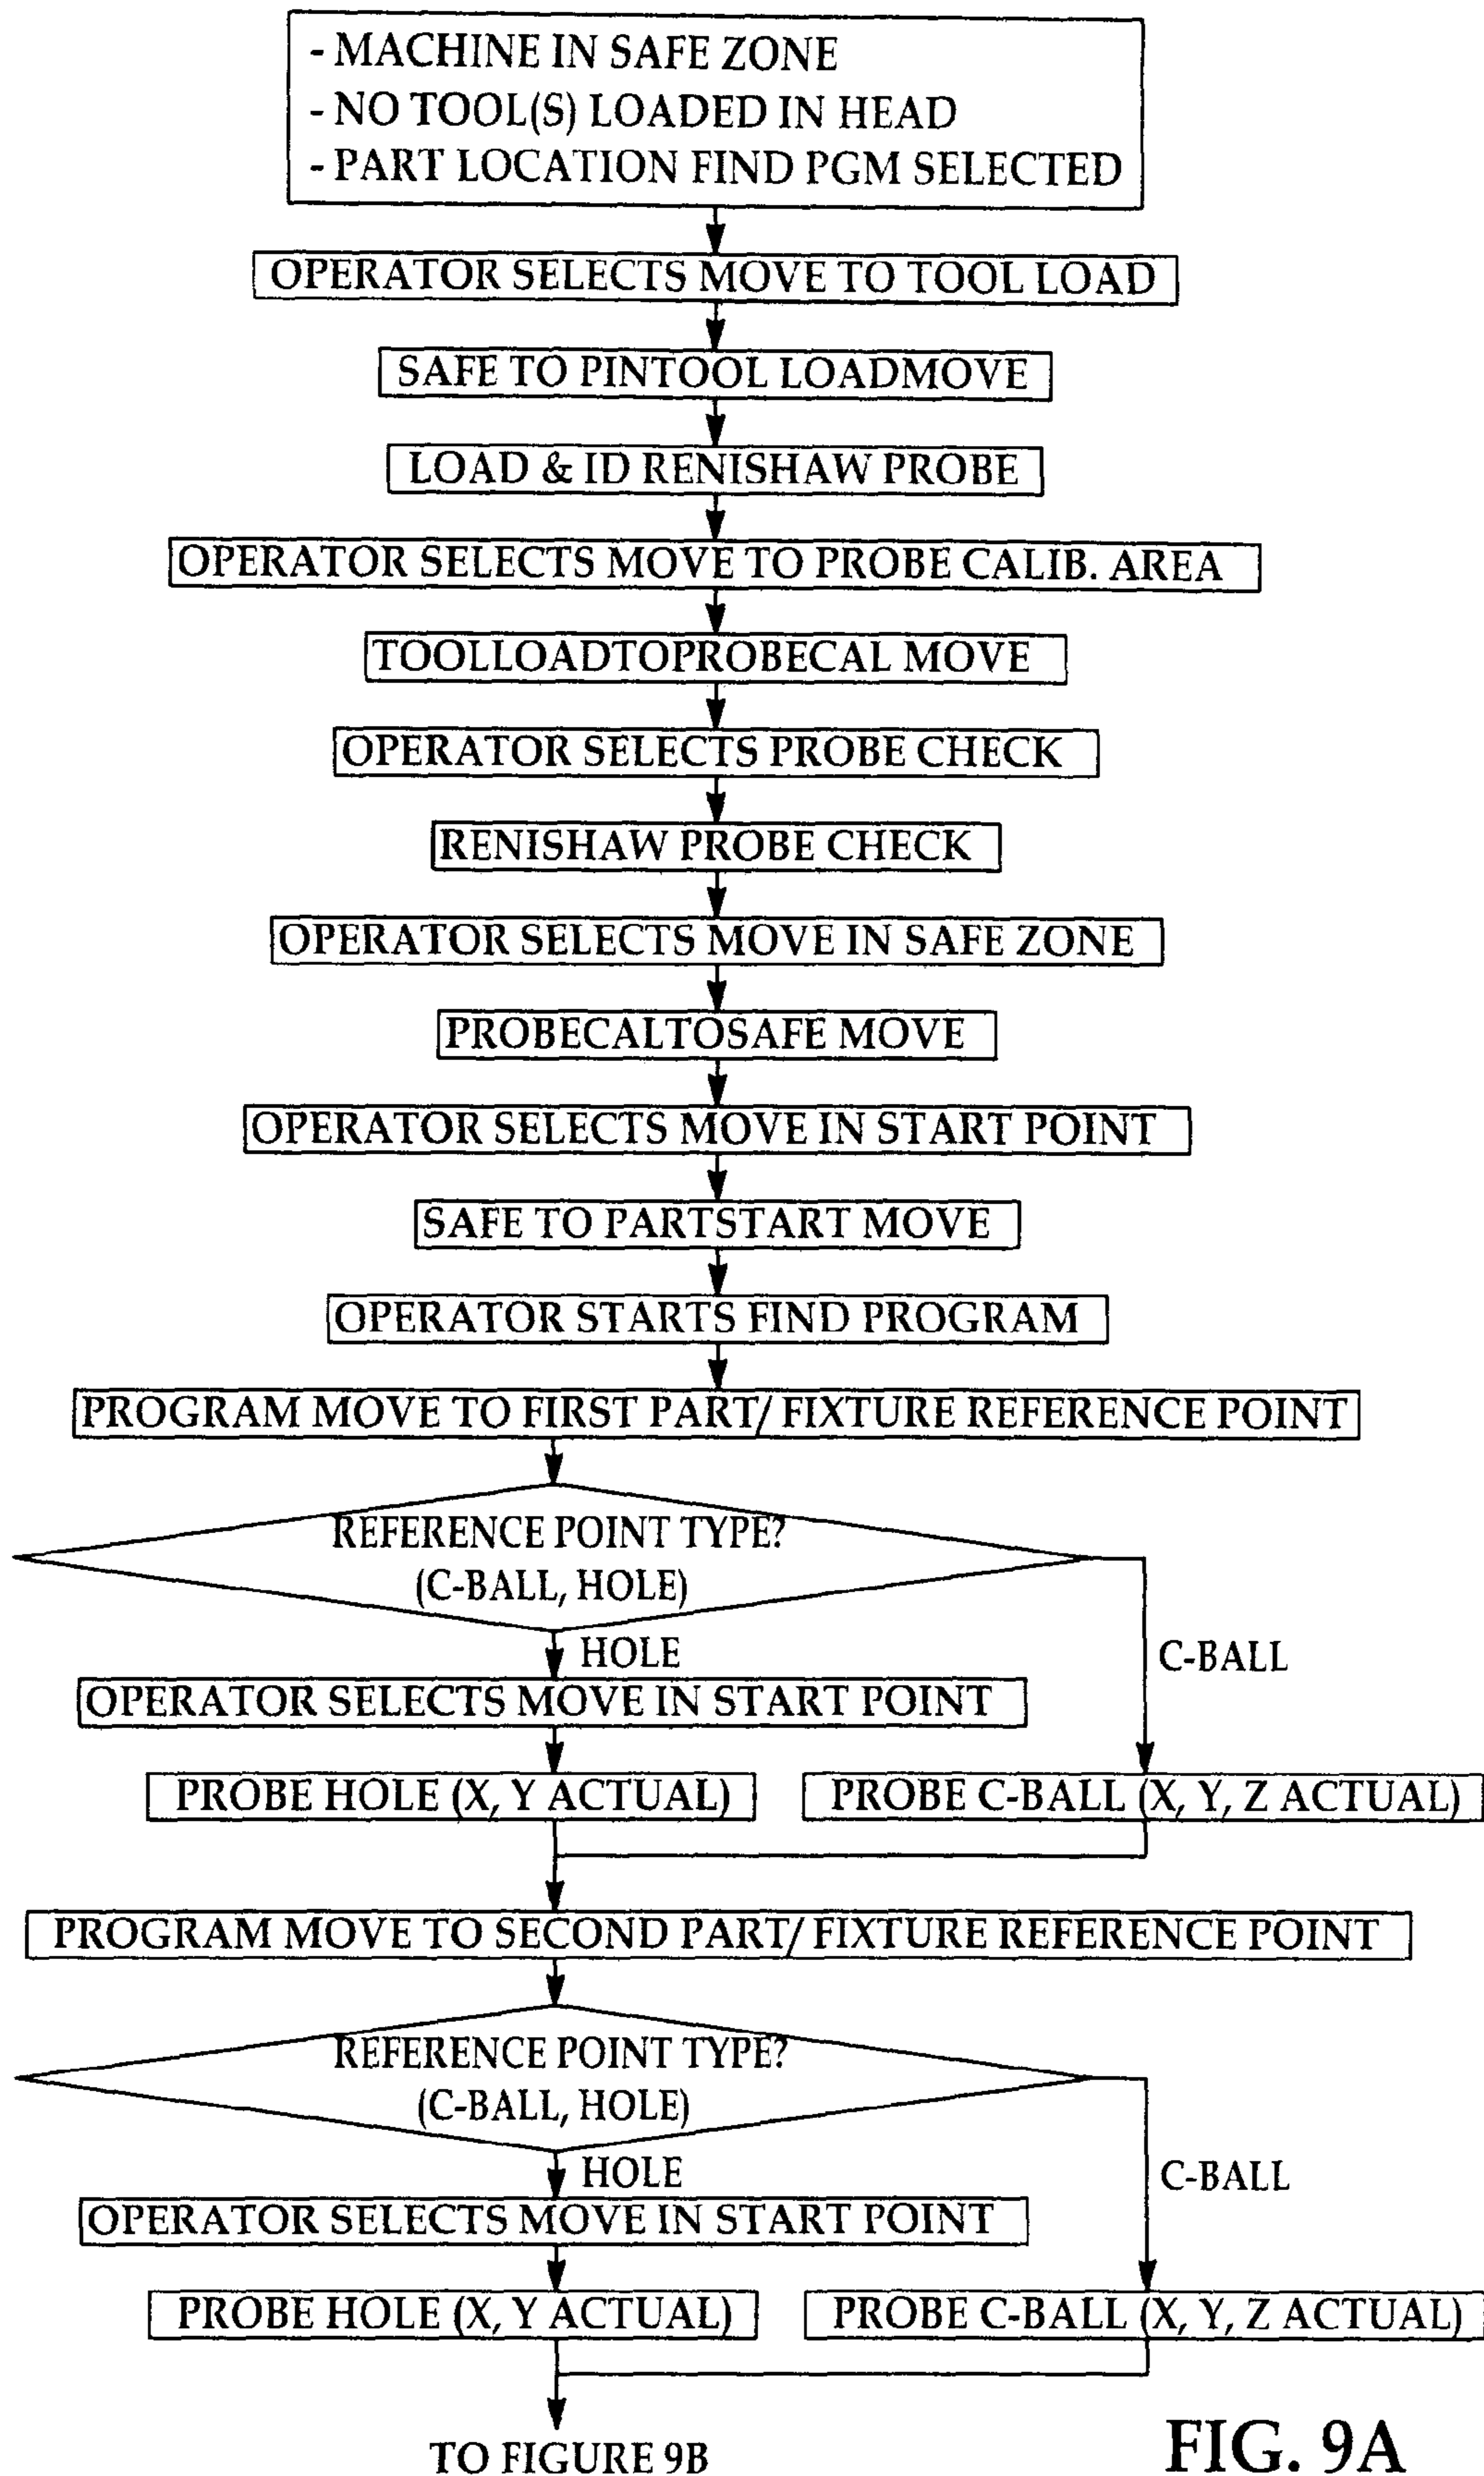 - MACHINE IN SAFE ZONE
- NO TOOL(S) LOADED IN HEAD
- PART LOCATION FIND PGM SELECTED
OPERATOR SELECTS MOVE TO TOOL LOAD
SAFE TO PINTOOL LOADMOVE
LOAD & ID RENISHAW PROBE
OPERATOR SELECTS MOVE TO PROBE CALIB. AREA
TOOLLOADTOPROBECAL MOVE
OPERATOR SELECTS PROBE CHECK
RENISHAW PROBE CHECK
OPERATOR SELECTS MOVE IN SAFE ZONE
PROBECALTOSAFE MOVE
OPERATOR SELECTS MOVE IN START POINT
SAFE TO PARTSTART MOVE
OPERATOR STARTS FIND PROGRAM
PROGRAM MOVE TO FIRST PART/ FIXTURE REFERENCE POINT
REFERENCE POINT TYPE?
(C-BALL, HOLE)
HOLE
C-BALL
OPERATOR SELECTS MOVE IN START POINT
PROBE HOLE (X, Y ACTUAL)
PROBE C-BALL (X, Y, Z ACTUAL)
PROGRAM MOVE TO SECOND PART/ FIXTURE REFERENCE POINT
REFERENCE POINT TYPE?
(C-BALL, HOLE)
HOLE
C-BALL
OPERATOR SELECTS MOVE IN START POINT
PROBE HOLE (X, Y ACTUAL)
PROBE C-BALL (X, Y, Z ACTUAL)
TO FIGURE 9B
FIG. 9A